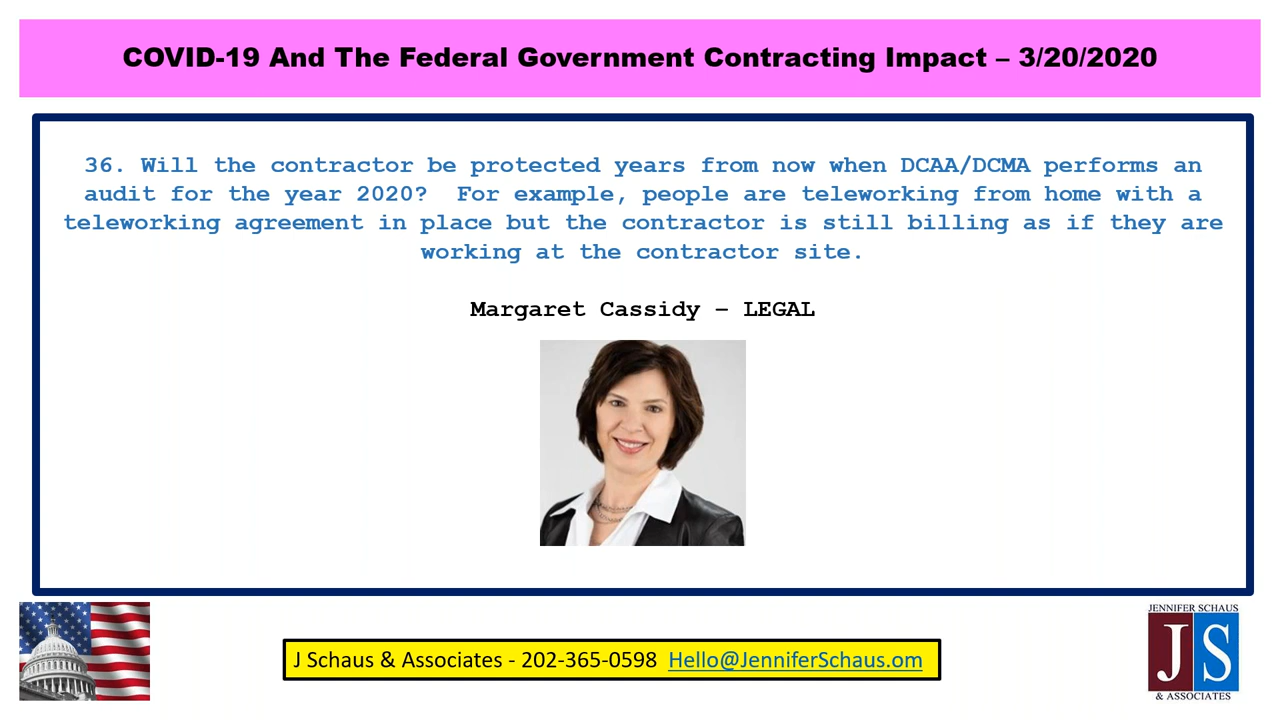 COVID-19 And The Federal Government Contracting Impact – 3/20/2020
36. Will the contractor be protected years from now when DCAA/DCMA performs an
audit for the year 2020?  For example, people are teleworking from home with a
teleworking agreement in place but the contractor is still billing as if they are
working at the contractor site.
Margaret Cassidy – LEGAL
J Schaus & Associates - 202-365-0598  Hello@JenniferSchaus.om
JENNIFER SCHAUS
JS
& ASSOCIATES